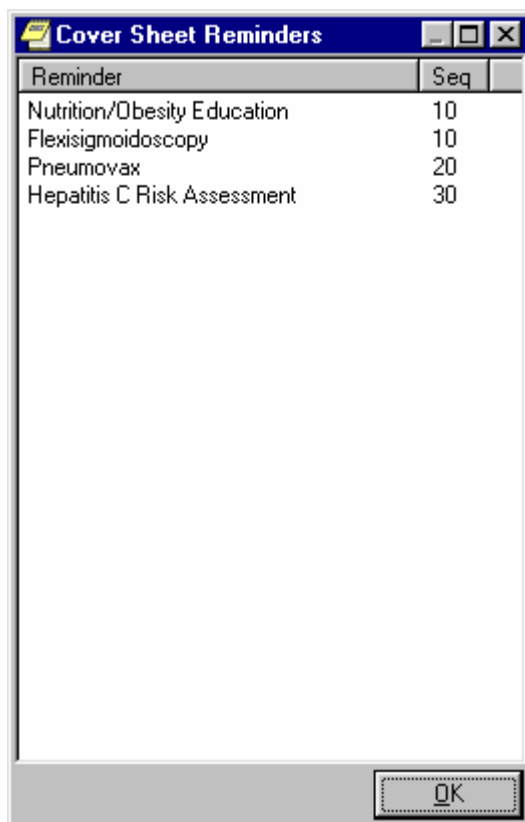 Cover Sheet Reminders
Reminder Seq
Nutrition/Obesity Education 10
Flexisigmoidoscopy 10
Pneumovax 20
Hepatitis C Risk Assessment 30
OK